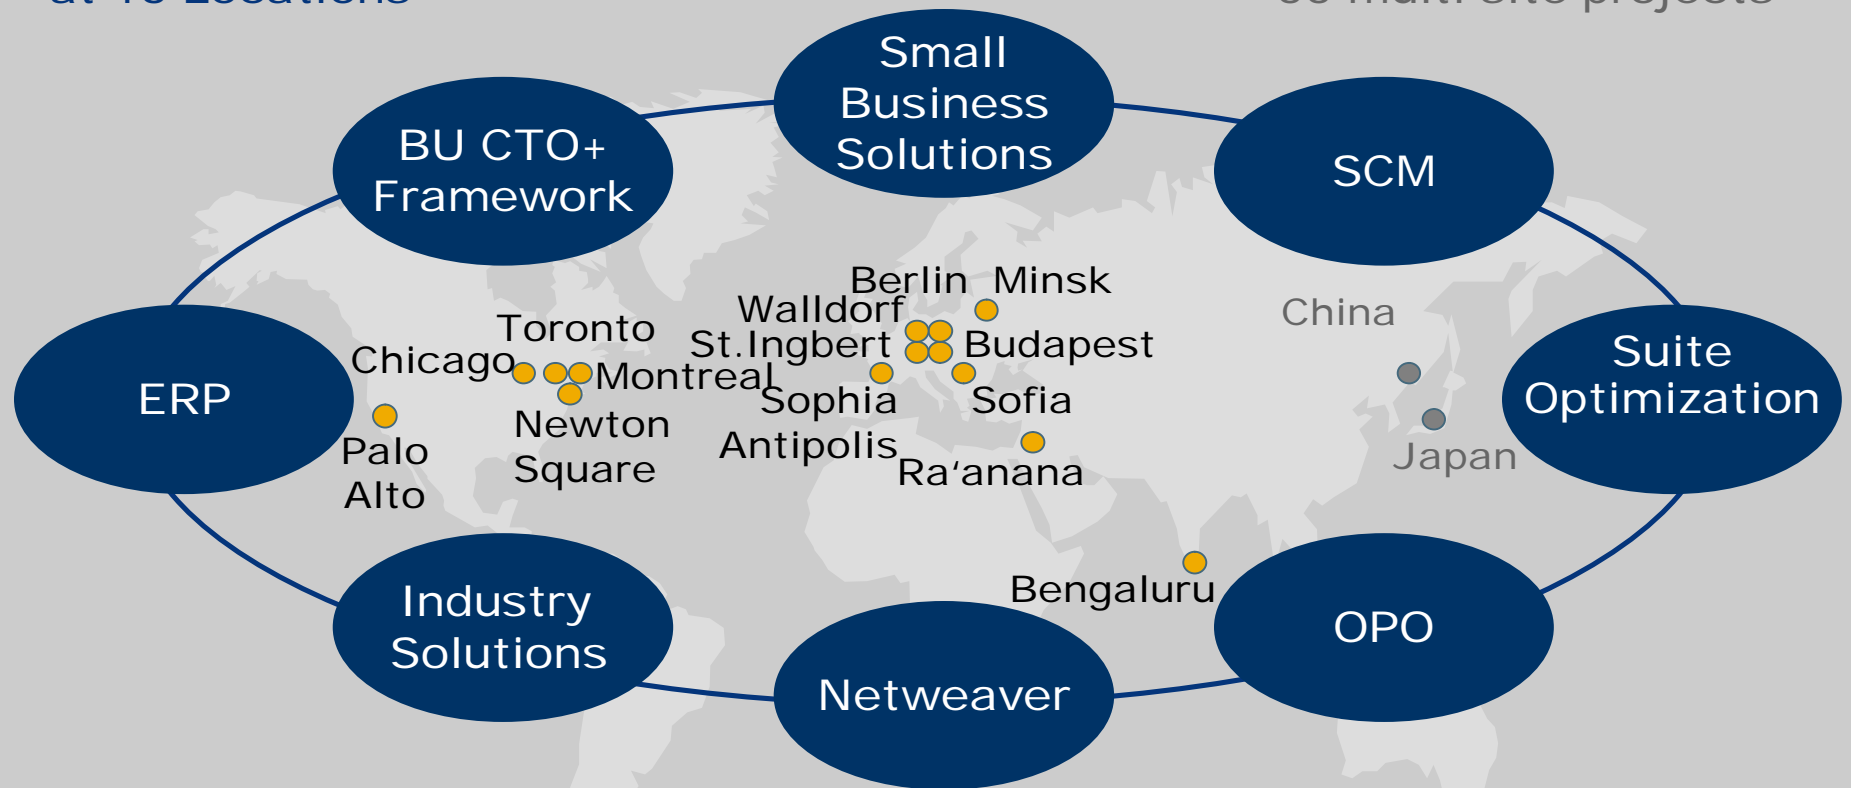 Small
Business
Solutions
BU CTO+
Framework
SCM
Berlin Minsk
Walldorf
China
Toronto
St.Ingbert
Budapest
Chicago
Montreal
Suite
Optimization
ERP
Sophia
Antipolis
Sofia
Newton
Square
Palo
Alto
Ra‘anana
Japan
Bengaluru
Industry
Solutions
OPO
Netweaver